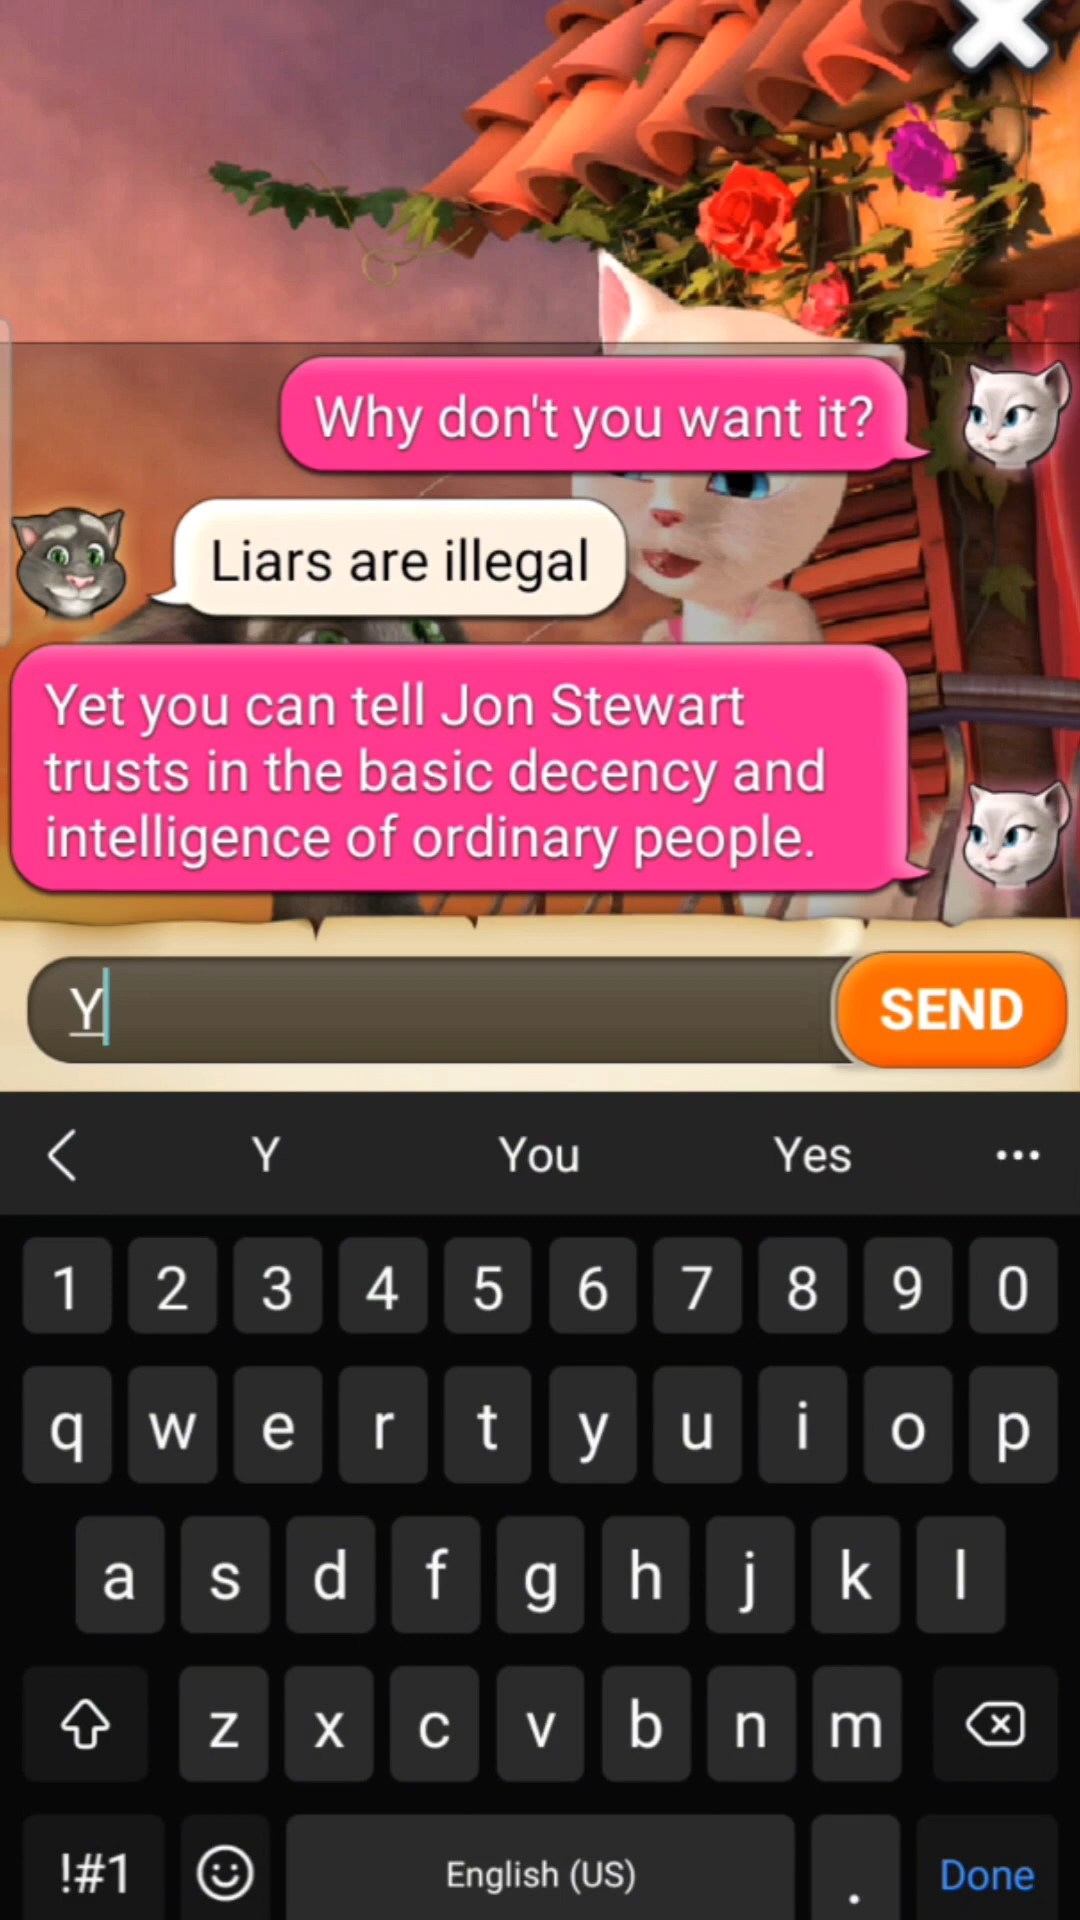 Why don't you want it?
Liars are illegal
Yet you can tell Jon Stewart
trusts in the basic decency and
intelligence of ordinary people.
Y
SEND
Y You Yes ...
1 2 3 4 5 6 7 8 9 0
q w e r t y u i o p
a s d f g h j k l
z x c v b n m
!#1 English (US) . Done